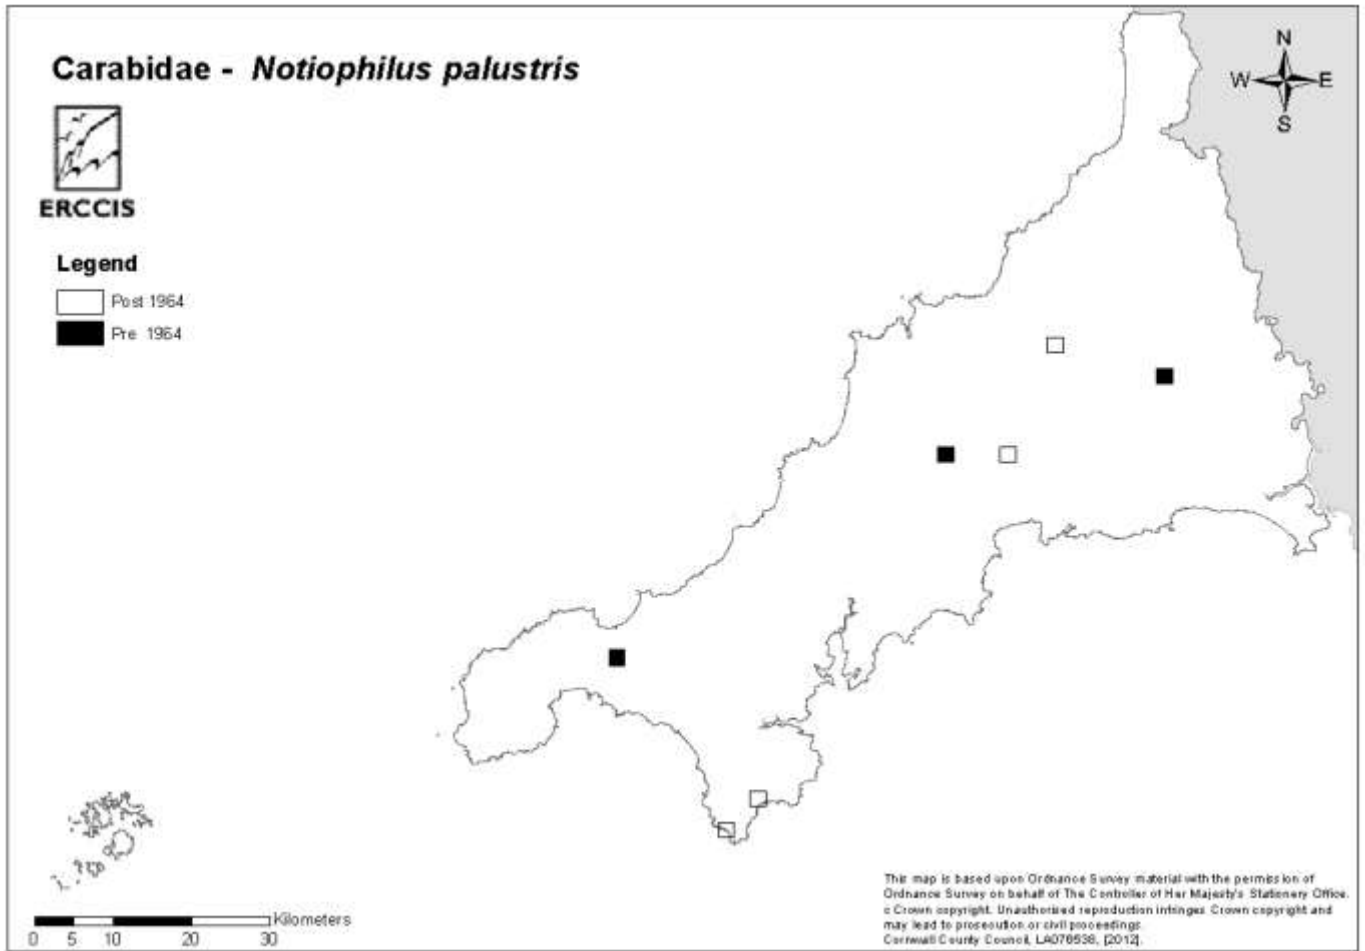 Carabidae - Notiophilus palustris
ERCCIS
Legend
Post 1964
Pre 1964
N
W E
S
Kilometers
0 5 10 20 30
This map is based upon Ordnance Survey material with the permission of
Ordnance Survey on behalf of The Controller of Her Majesty's Stationery Office.
c Crown copyright. Unauthorised reproduction infringes Crown copyright and
may lead to prosecution or civil proceedings.
Cornwall County Council, LA076538, [2012].